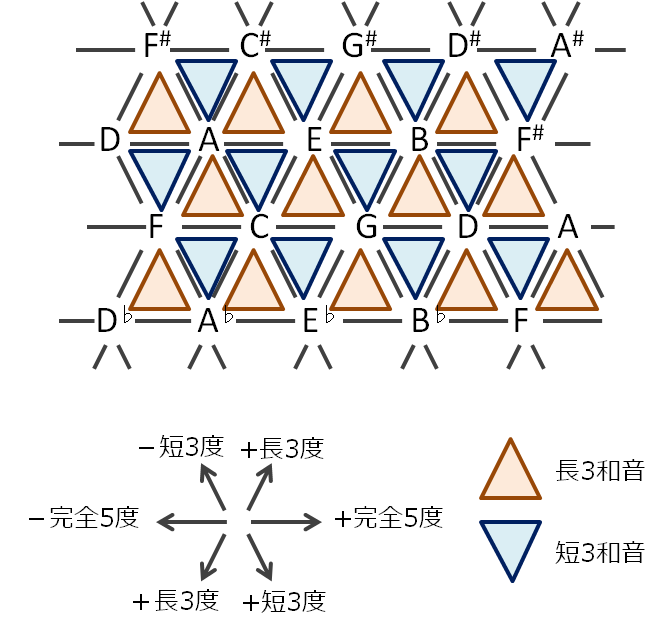 F# C# G# D# A#
D A E B F#
F C G D A
D♭ A♭ E♭ B♭ F
－短3度 ＋長3度
－完全5度 ＋完全5度
＋長3度 ＋短3度
長3和音
短3和音